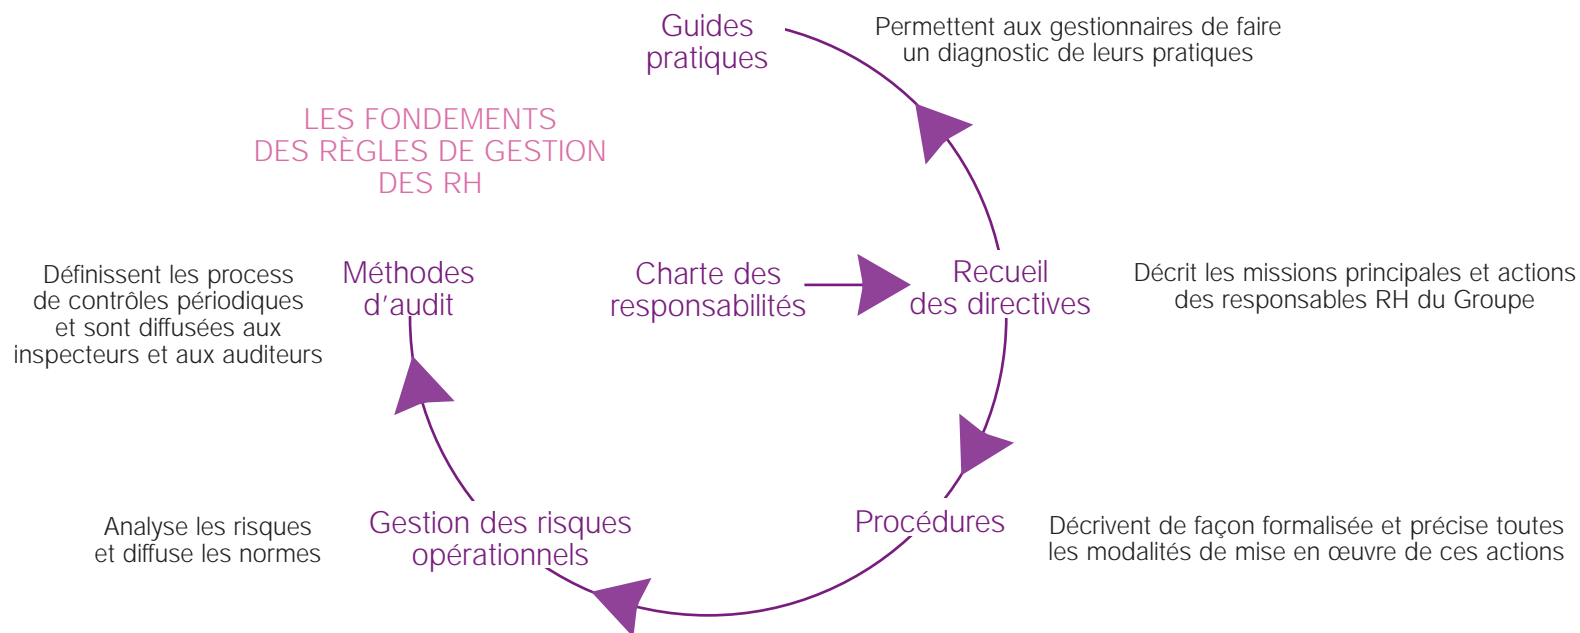 Guides
pratiques
Permettent aux gestionnaires de faire
un diagnostic de leurs pratiques
LES FONDEMENTS
DES RÈGLES DE GESTION
DES RH
Définissent les process
de contrôles périodiques
et sont diffusées aux
inspecteurs et aux auditeurs
Méthodes
d'audit
Charte des
responsabilités
Recueil
des directives
Décrit les missions principales et actions
des responsables RH du Groupe
Analyse les risques
et diffuse les normes
Gestion des risques
opérationnels
Procédures
Décrivent de façon formalisée et précise toutes
les modalités de mise en œuvre de ces actions